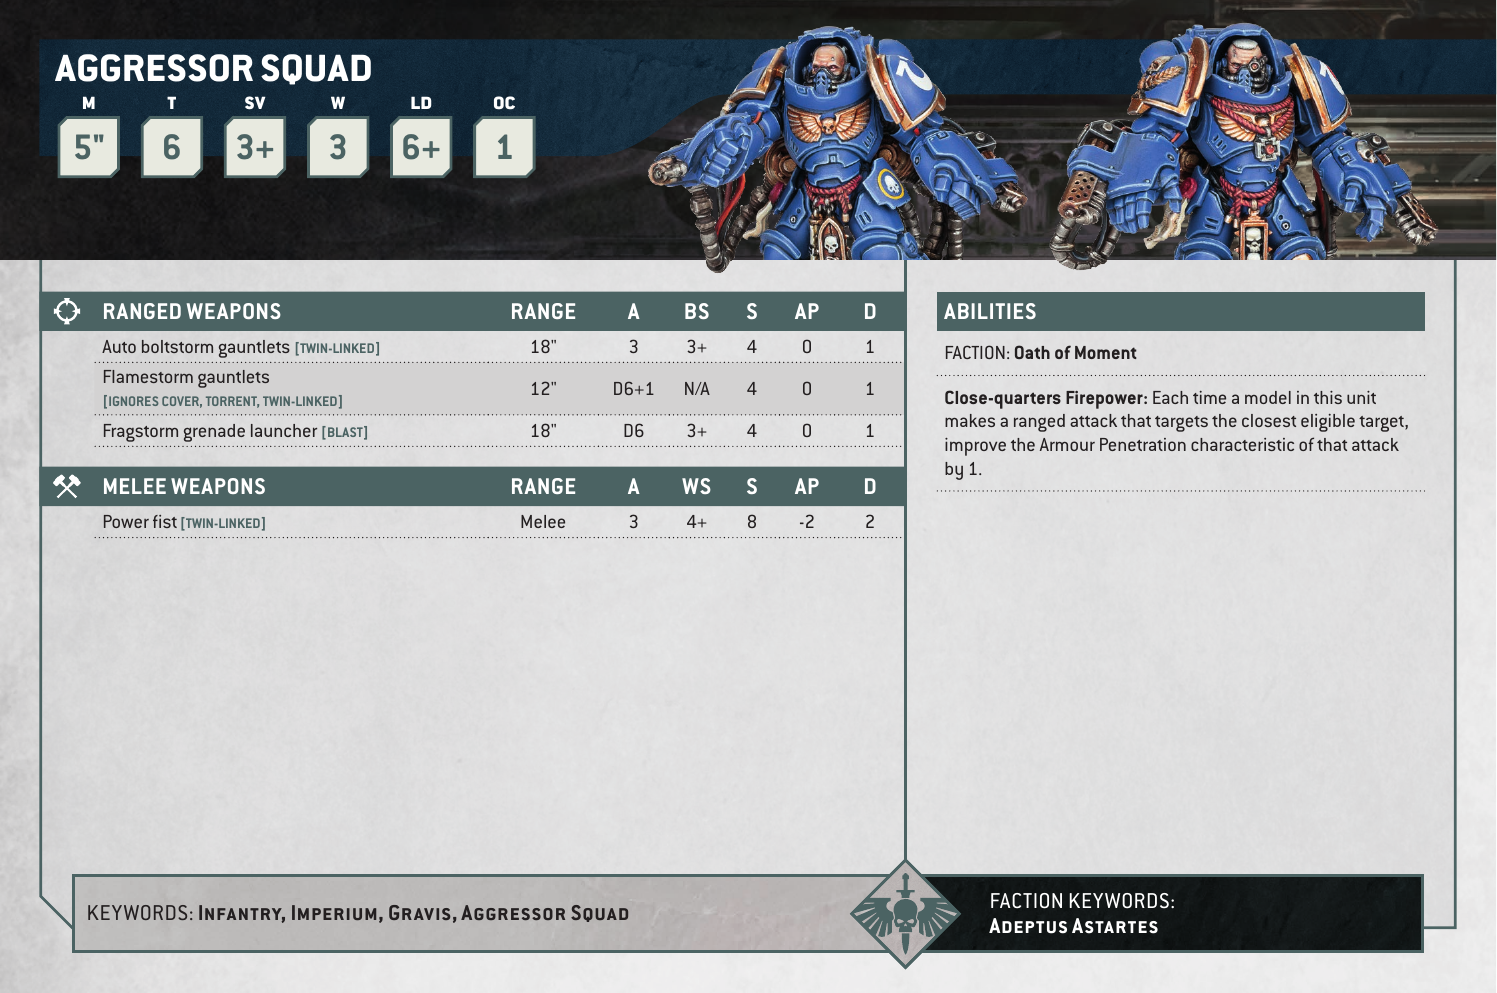 AGGRESSOR SQUAD
M T SV W LD OC
5" 6 3+ 3 6+ 1
RANGED WEAPONS RANGE A BS S AP D
Auto boltstorm gauntlets [TWIN-LINKED] 18" 3 3+ 4 0 1
Flamestorm gauntlets
[IGNORES COVER, TORRENT, TWIN-LINKED] 12" D6+1 N/A 4 0 1
Fragstorm grenade launcher [BLAST] 18" D6 3+ 4 0 1
MELEE WEAPONS RANGE A WS S AP D
Power fist [TWIN-LINKED] Melee 3 4+ 8 -2 2
ABILITIES
FACTION: Oath of Moment
Close-quarters Firepower: Each time a model in this unit
makes a ranged attack that targets the closest eligible target,
improve the Armour Penetration characteristic of that attack
by 1.
KEYWORDS: INFANTRY, IMPERIUM, GRAVIS, AGGRESSOR SQUAD
FACTION KEYWORDS:
ADEPTUS ASTARTES